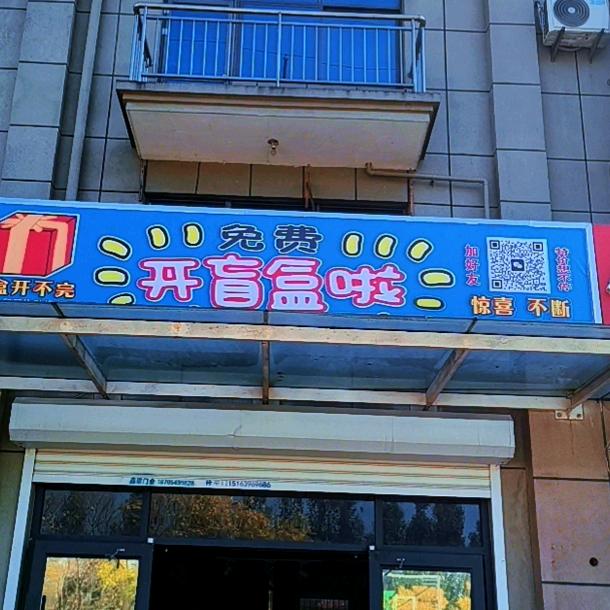 免费
开盲盒啦
盒开不完
加好友
惊喜 不断